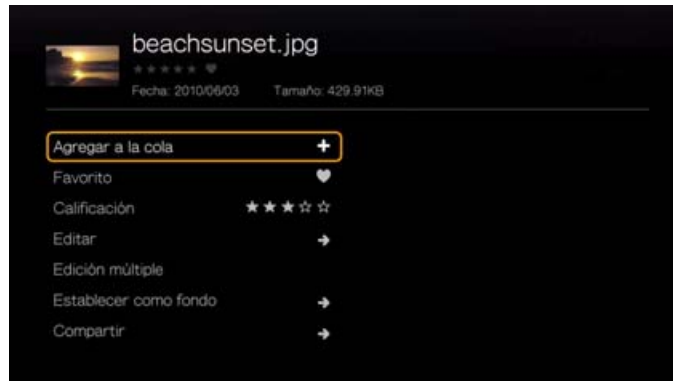 beachsunset.jpg
Fecha: 2010/06/03 Tamaño: 429.91KB
Agregar a la cola
Favorito
Calificación
Editar
Edición múltiple
Establecer como fondo
Compartir